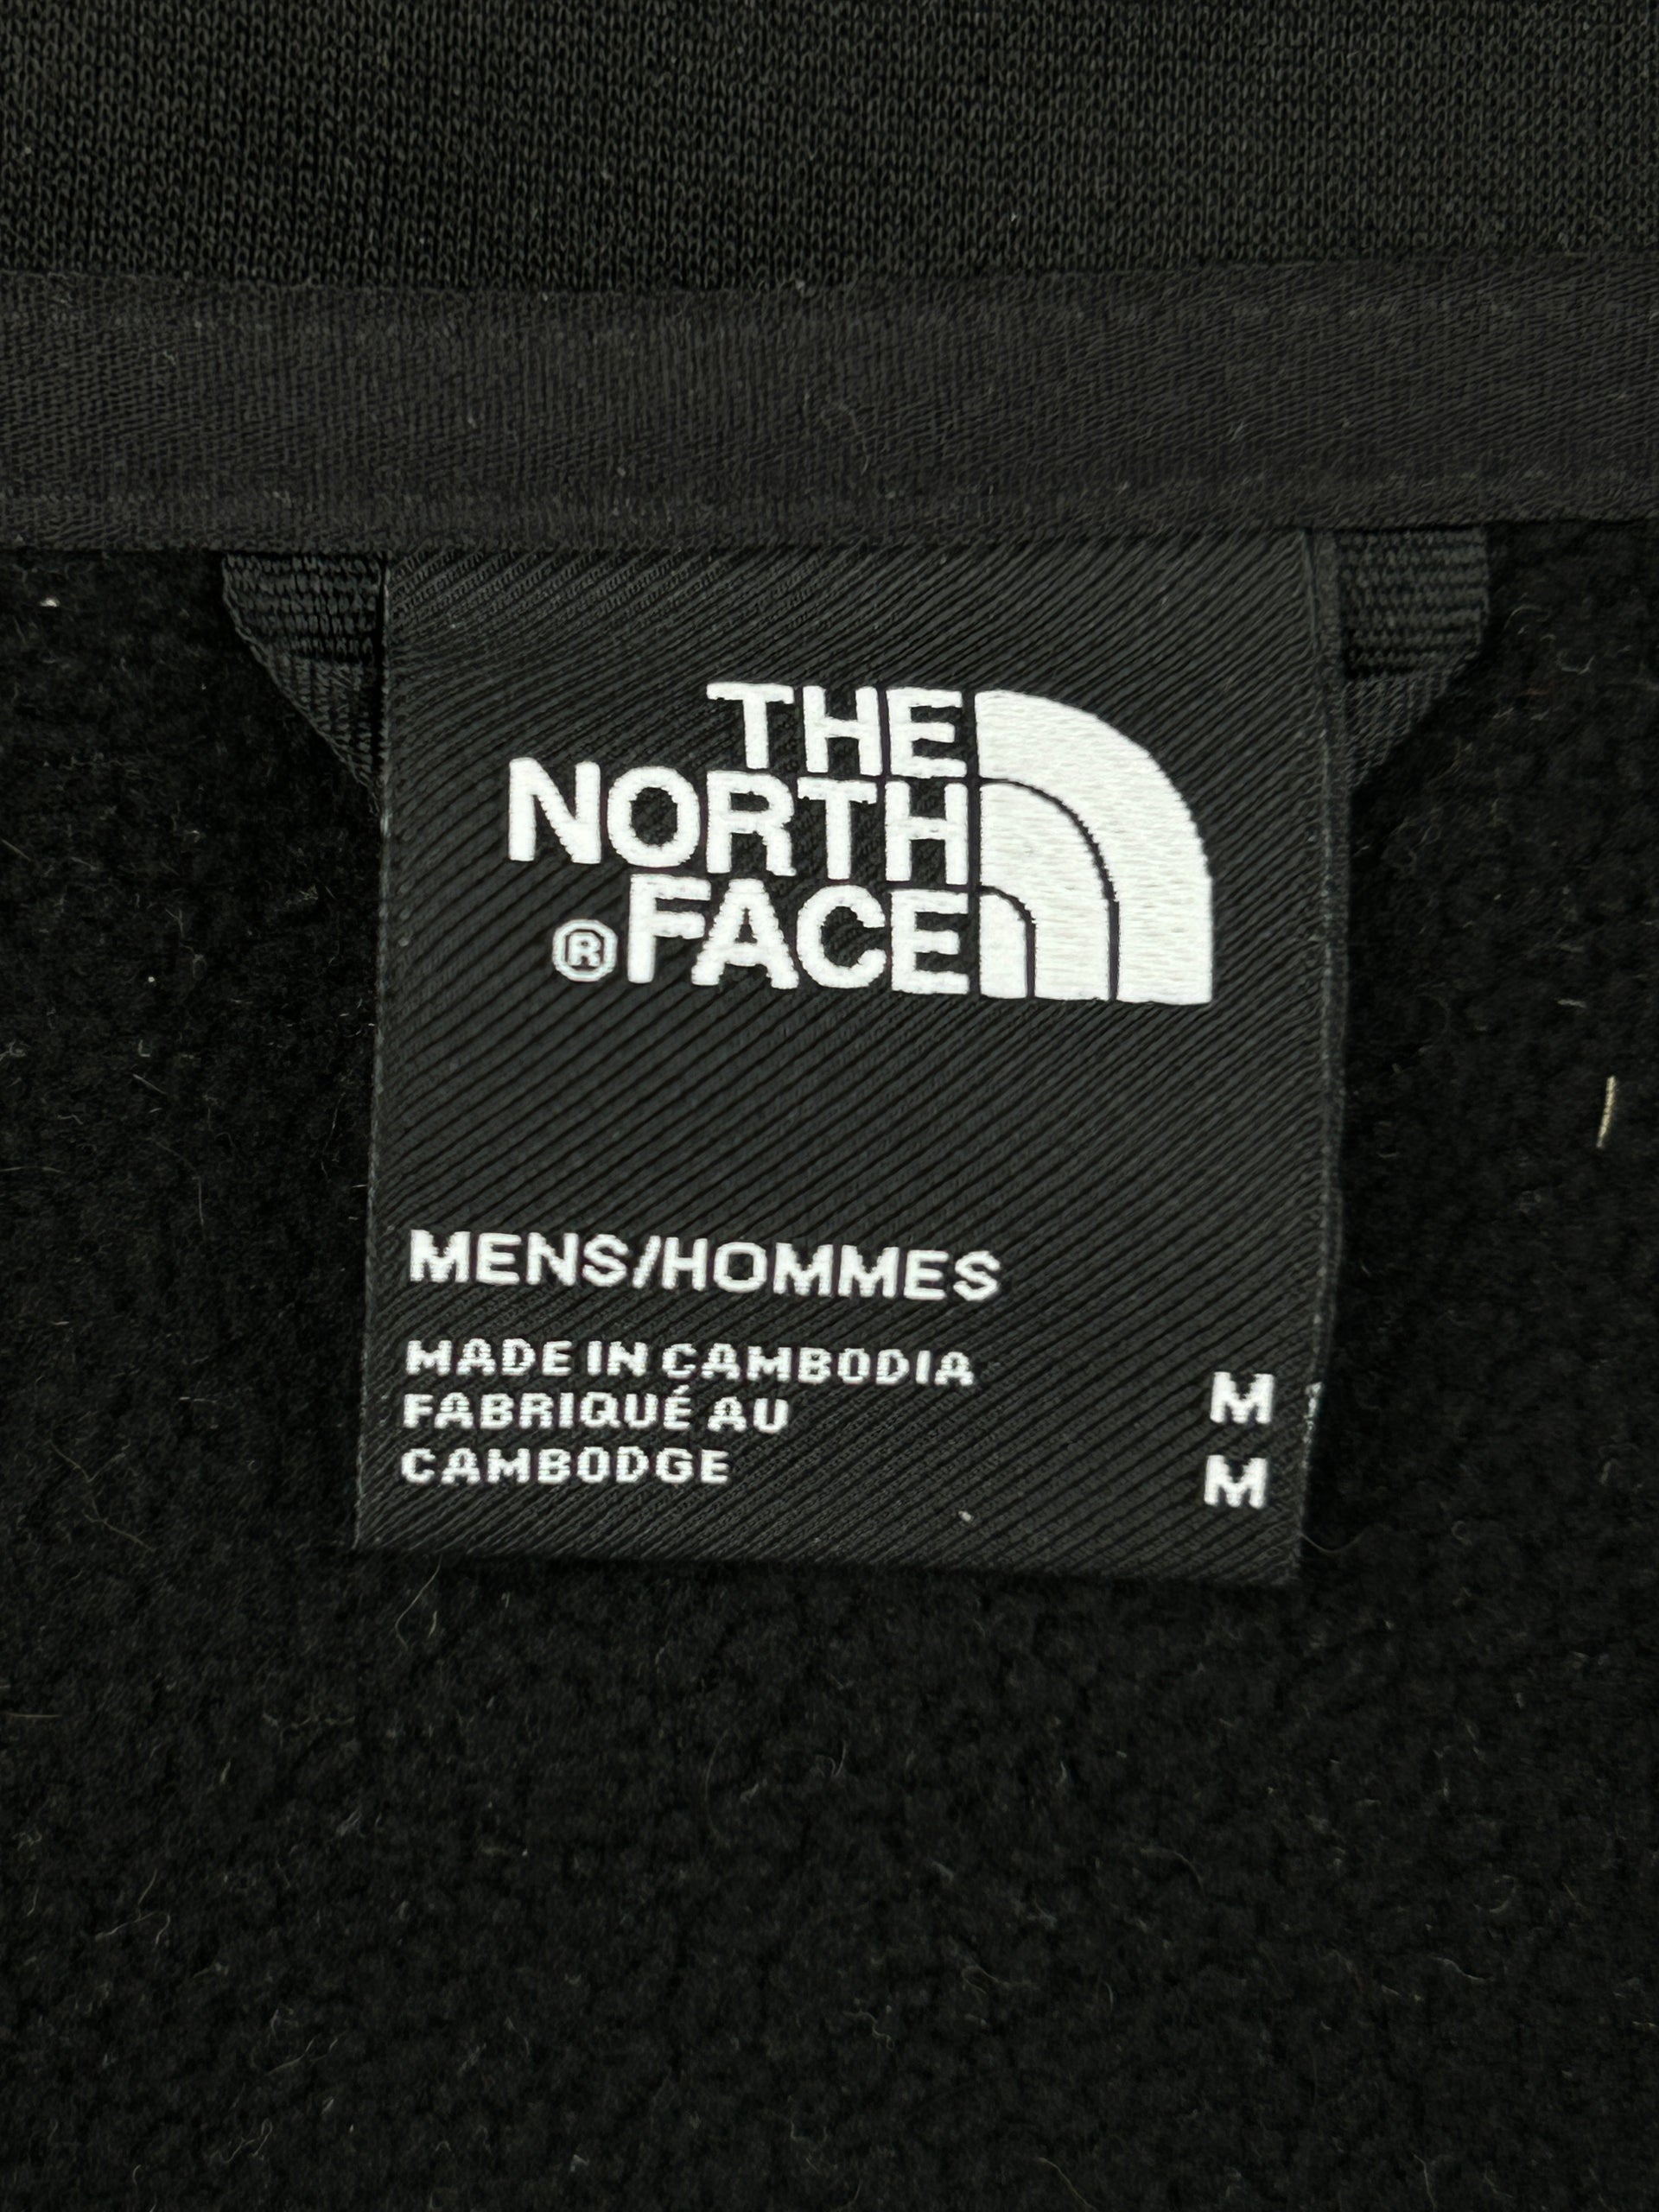 THE
NORTH
®FACE
MENS/HOMMES
MADE IN CAMBODIA
FABRIQUÉ AU
CAMBODGE
M
M